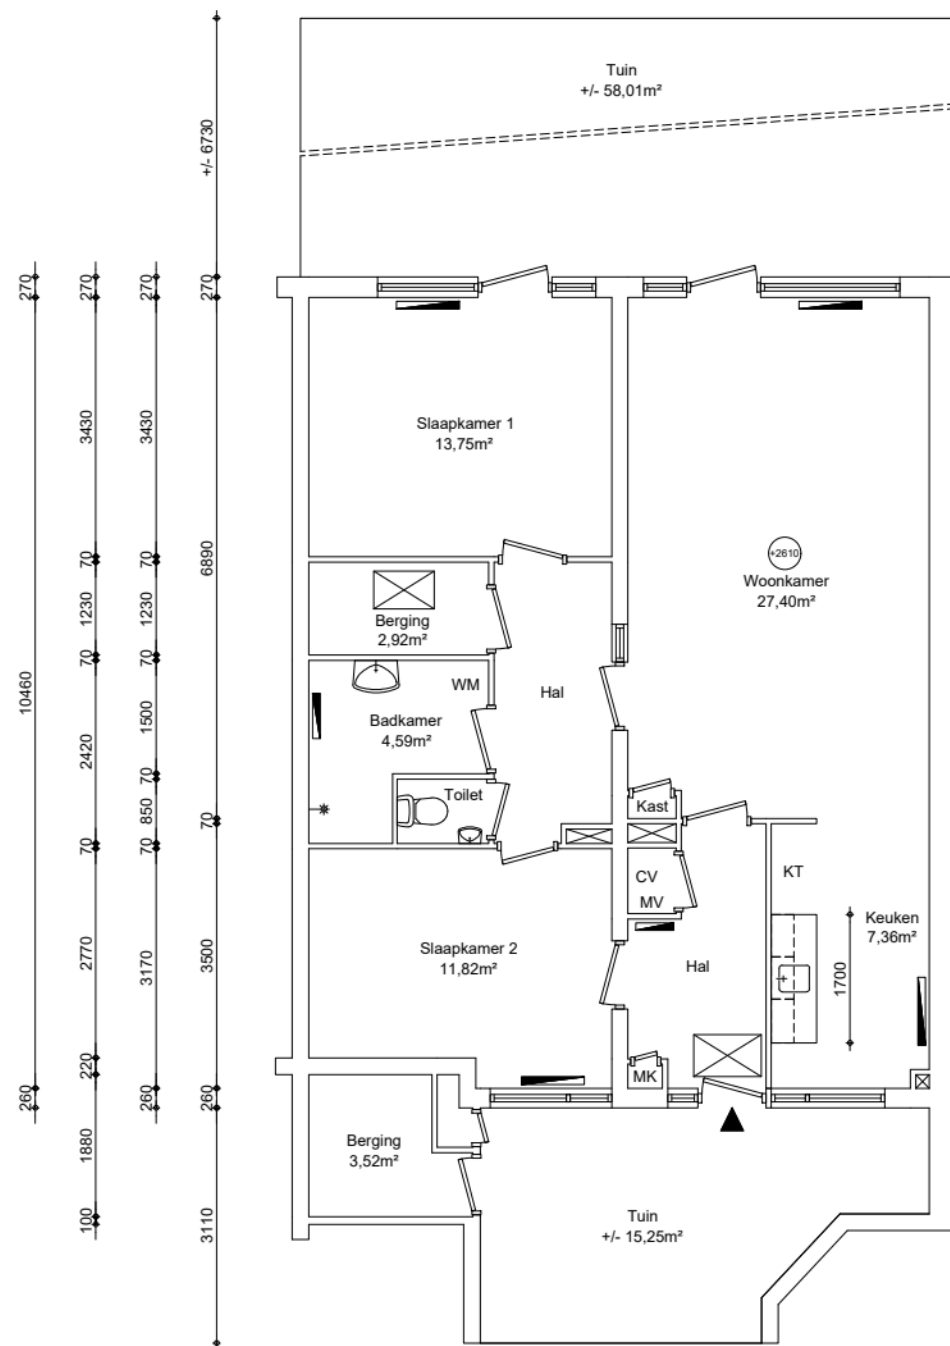 Tuin
+/- 58,01m²
+/- 6730
270
270
270
270
3430
3430
Slaapkamer 1
13,75m²
6890
+2610
Woonkamer
27,40m²
70
70
1230
1230
Berging
2,92m²
70
70
10460
WM
Hal
Badkamer
4,59m²
2420
1500
70
850
Toilet
Kast
70
70
70
CV
MV
KT
Keuken
7,36m²
2770
3170
3500
Slaapkamer 2
11,82m²
Hal
1700
220
MK
260
260
260
1880
Berging
3,52m²
100
3110
Tuin
+/- 15,25m²